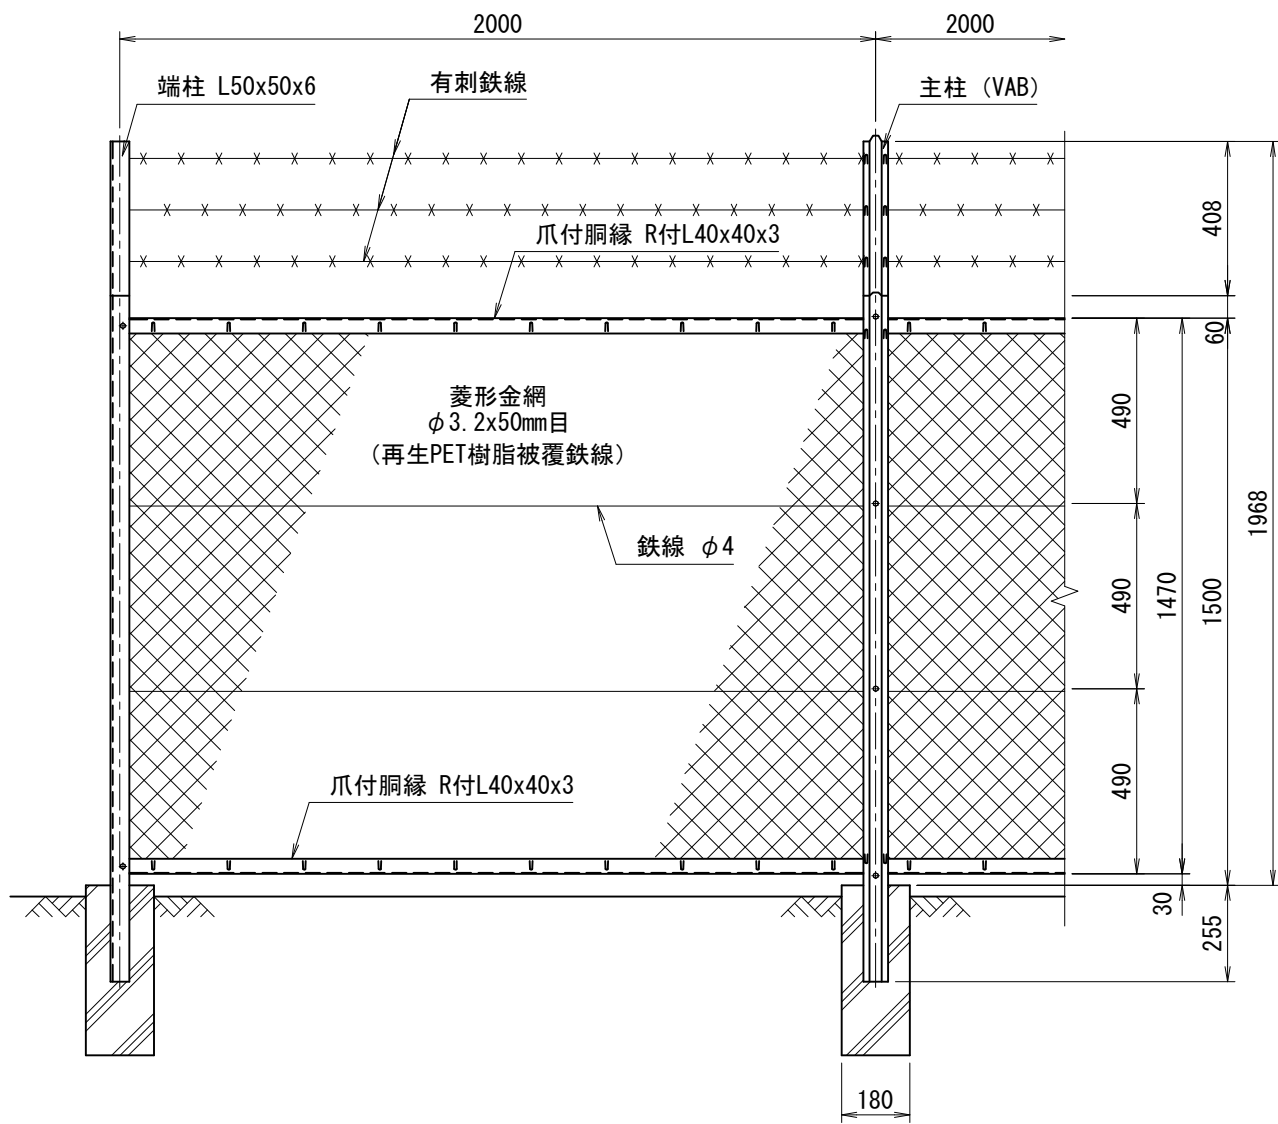 2000
2000
端柱 L50x50x6
有刺鉄線
主柱 (VAB)
爪付胴縁 R付L40x40x3
408
60
菱形金網
φ3.2x50mm目
(再生PET樹脂被覆鉄線)
490
鉄線 φ4
490
1470
1500
1968
爪付胴縁 R付L40x40x3
490
30
255
180